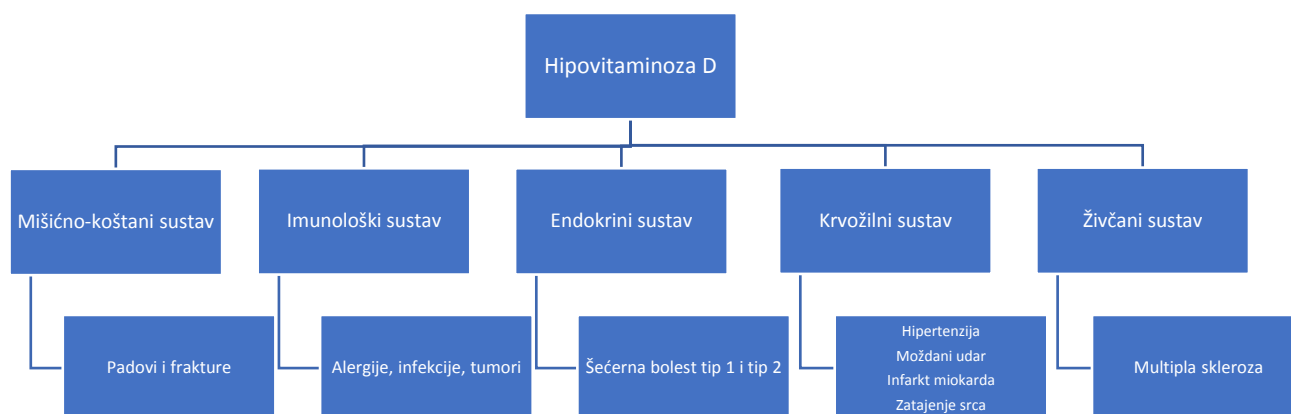 Hipovitaminoza D
Mišićno-koštani sustav
Imunološki sustav
Endokrini sustav
Krvožilni sustav
Živčani sustav
Padovi i frakture
Alergije, infekcije, tumori
Šećerna bolest tip 1 i tip 2
Hipertenzija
Moždani udar
Infarkt miokarda
Zatajenje srca
Multipla skleroza